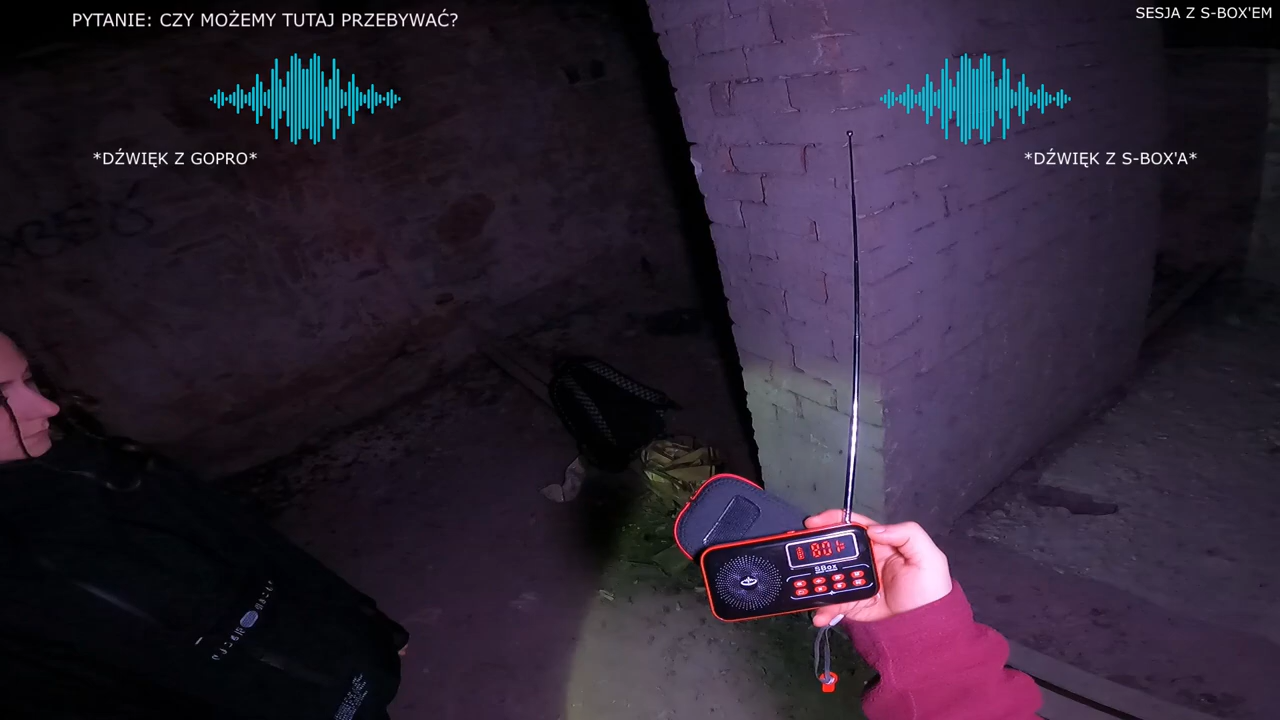 PYTANIE: CZY MOŻEMY TUTAJ PRZEBYWAĆ?
SESJA Z S-BOX'EM
*DŹWIĘK Z GOPRO*
*DŹWIĘK Z S-BOX'A*
SBox